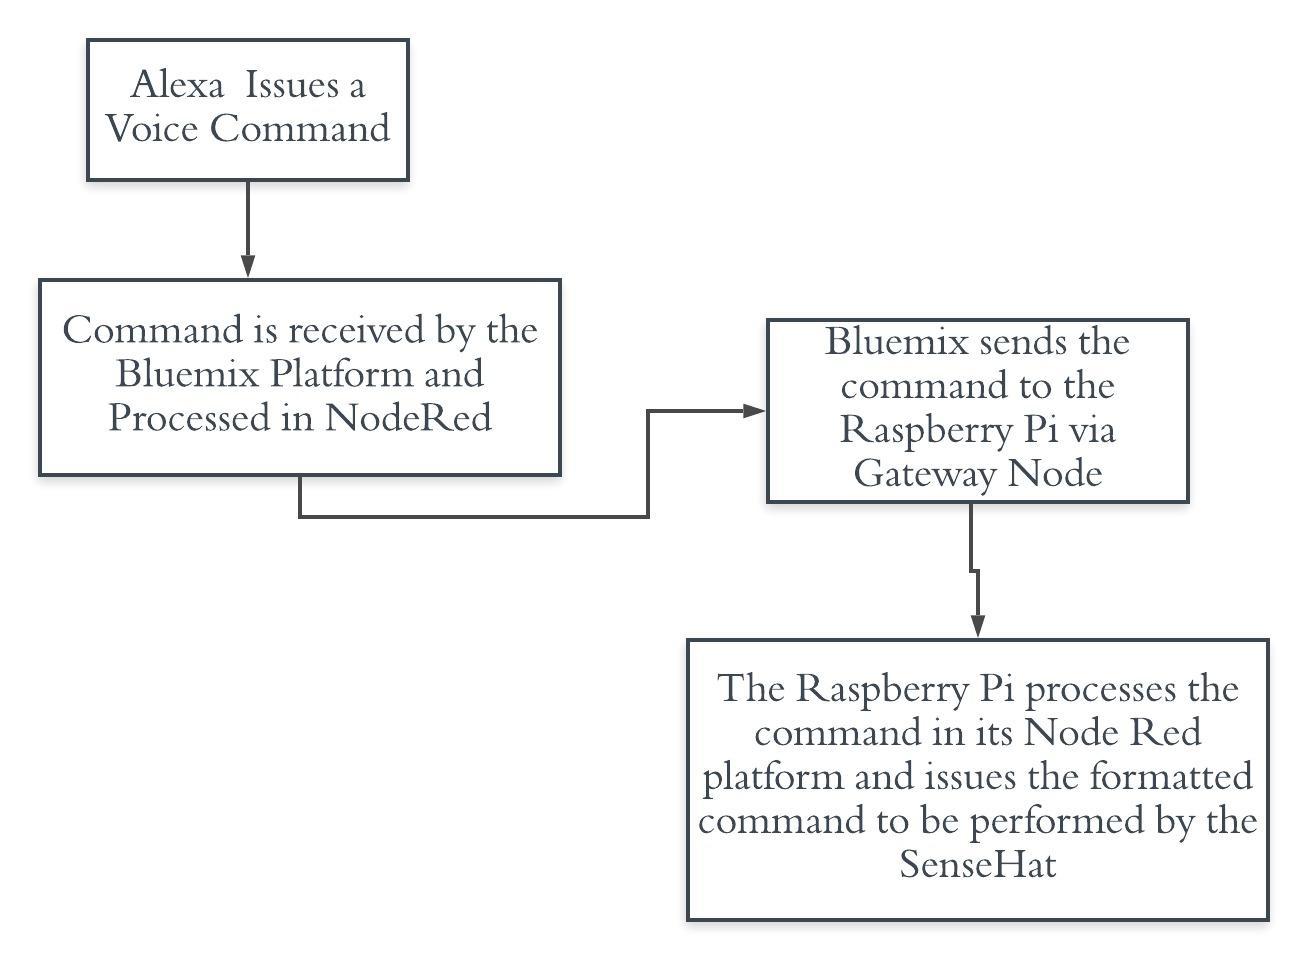 Alexa  Issues a
Voice Command
Command is received by the
Bluemix Platform and
Processed in NodeRed
Bluemix sends the
command to the
Raspberry Pi via
Gateway Node
The Raspberry Pi processes the
command in its Node Red
platform and issues the formatted
command to be performed by the
SenseHat